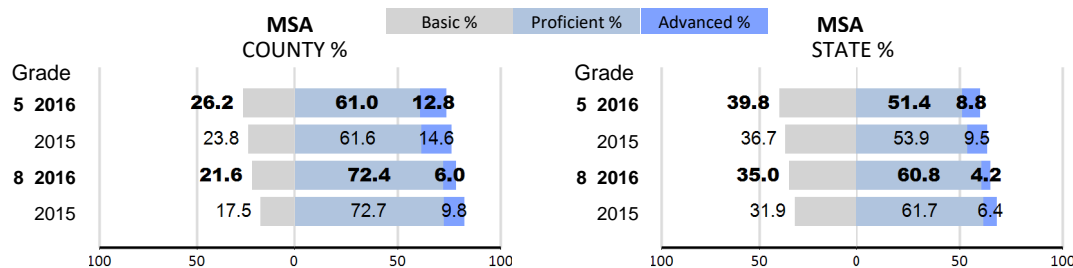 MSA Basic % Proficient % Advanced % MSA
COUNTY % STATE %
Grade Grade
5 2016 26.2 61.0 12.8 5 2016 39.8 51.4 8.8
2015 23.8 61.6 14.6 2015 36.7 53.9 9.5
8 2016 21.6 72.4 6.0 8 2016 35.0 60.8 4.2
2015 17.5 72.7 9.8 2015 31.9 61.7 6.4
100 50 0 50 100 100 50 0 50 100